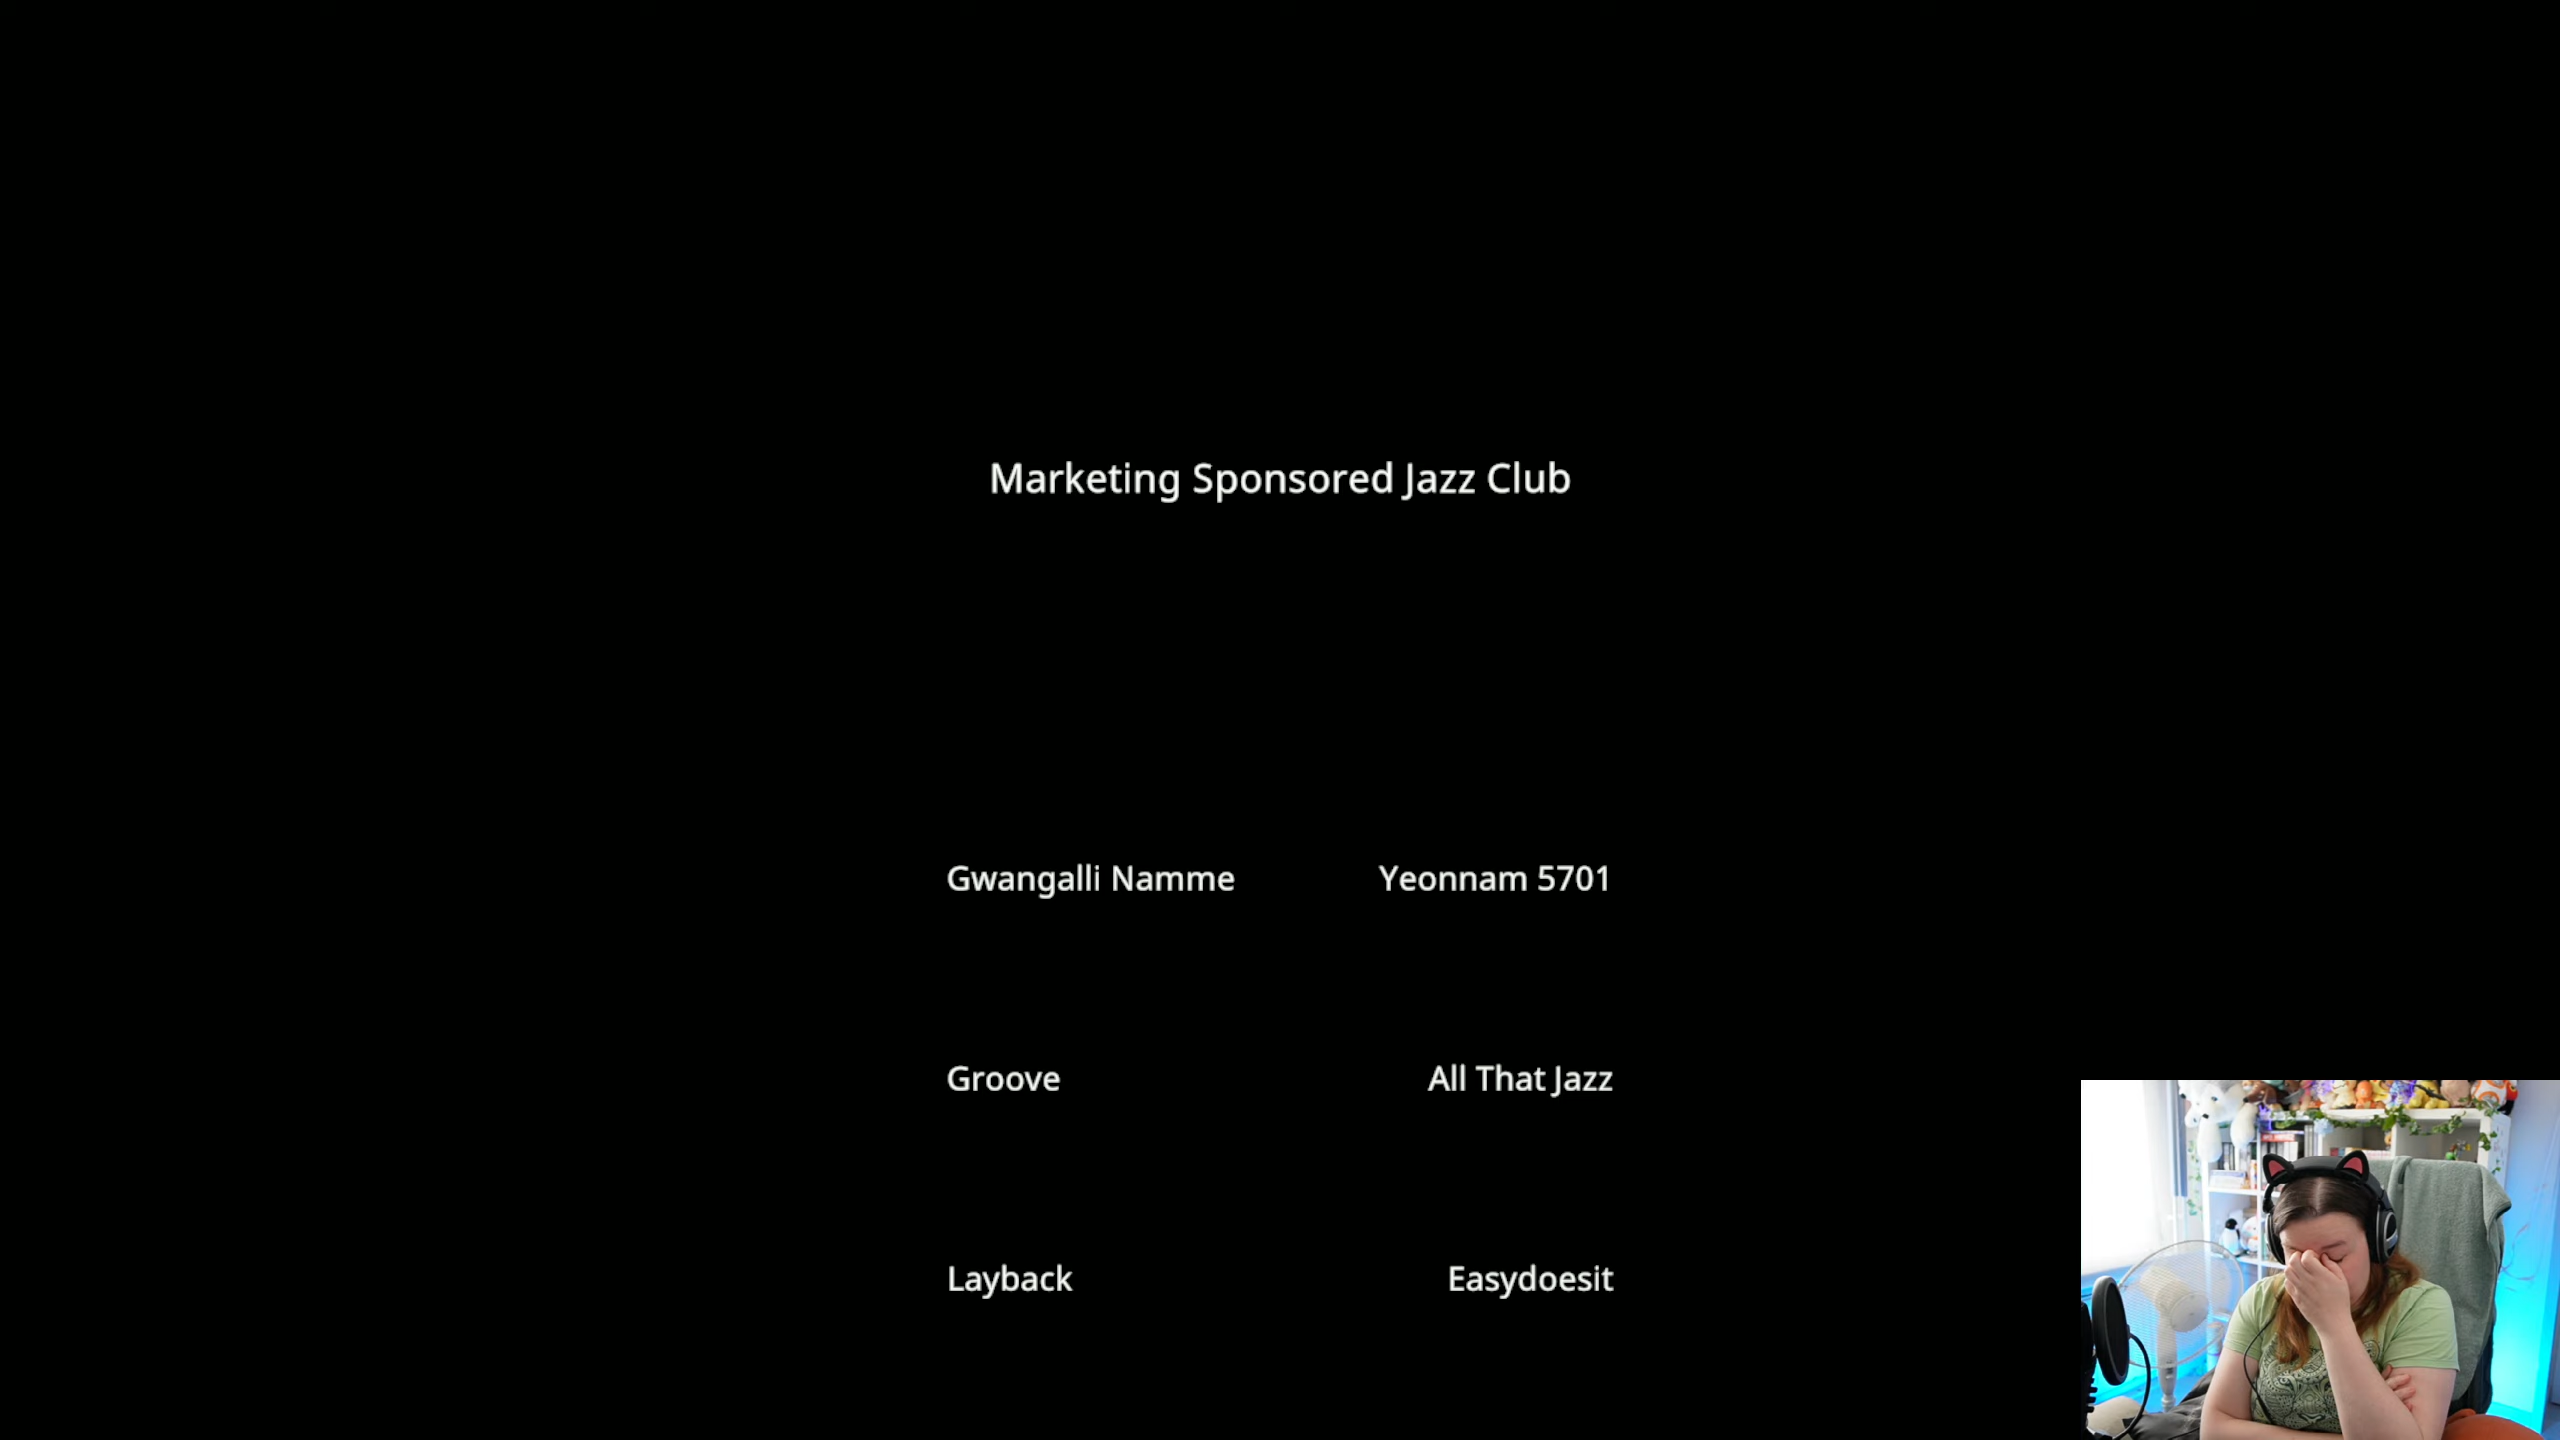 Marketing Sponsored Jazz Club
Gwangalli Namme Yeonnam 5701
Groove All That Jazz
Layback Easydoesit